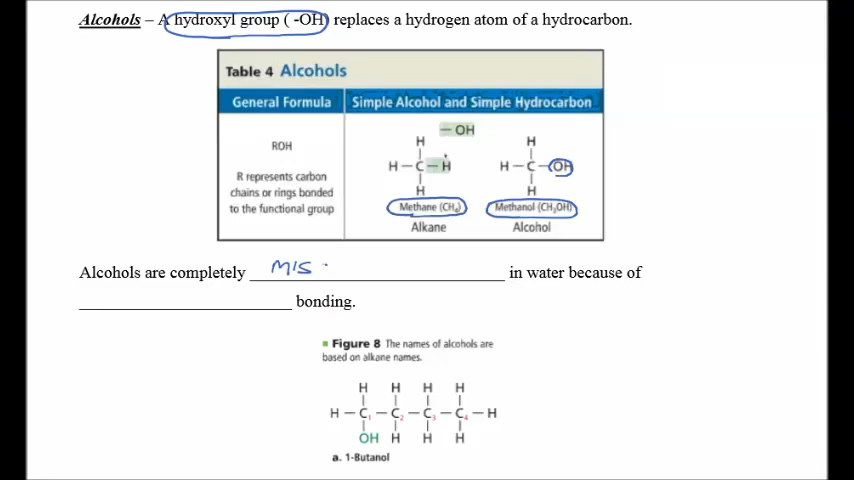 Alcohols – A hydroxyl group ( -OH) replaces a hydrogen atom of a hydrocarbon.
Table 4 Alcohols
General Formula Simple Alcohol and Simple Hydrocarbon
ROH
R represents carbon
chains or rings bonded
to the functional group
— OH
H H
H — C — H H — C — OH
H H
Methane (CH₄) Methanol (CH₃OH)
Alkane Alcohol
Alcohols are completely MIS in water because of
bonding.
Figure 8 The names of alcohols are
based on alkane names.
H H H H
H — C₁ — C₂ — C₃ — C₄ — H
OH H H H
a. 1-Butanol